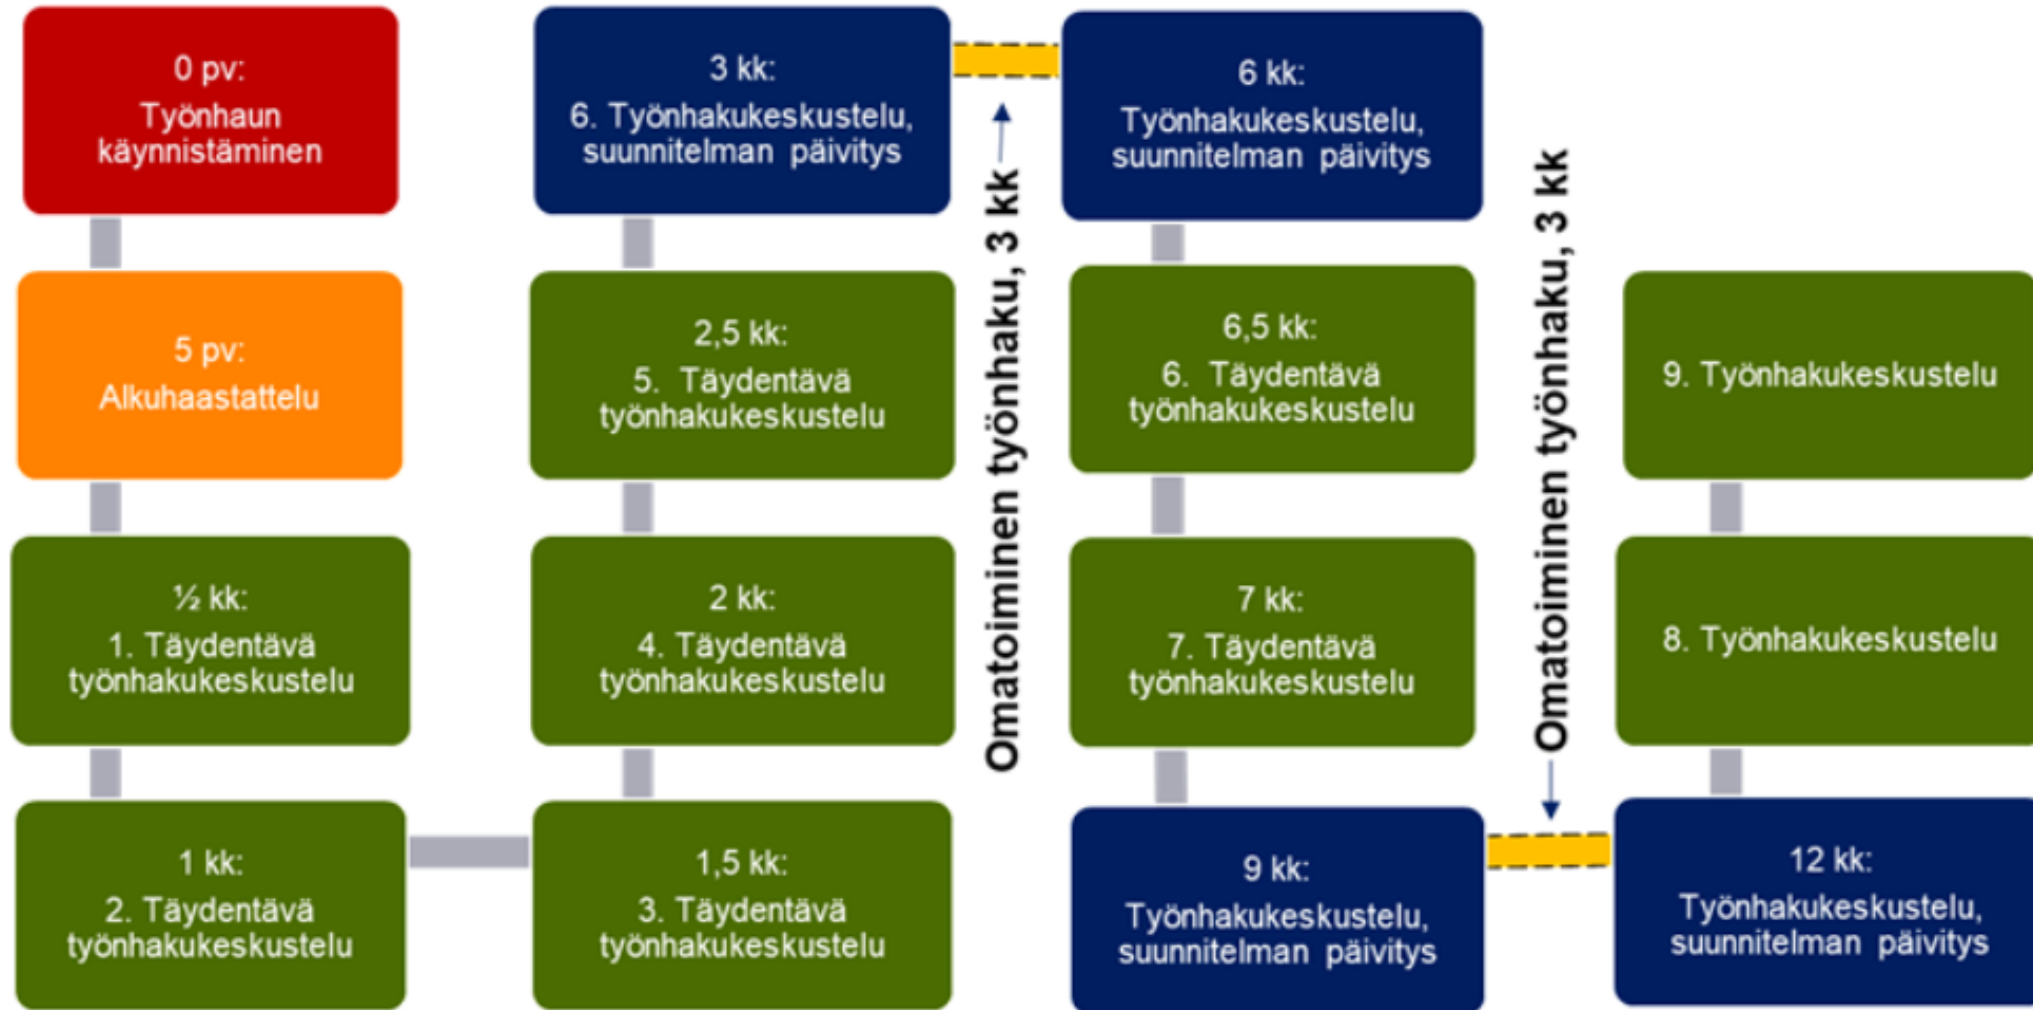 0 pv:
Työnhaun
käynnistäminen
5 pv:
Alkuhaastattelu
½ kk:
1. Täydentävä
työnhakukeskustelu
1 kk:
2. Täydentävä
työnhakukeskustelu
1,5 kk:
3. Täydentävä
työnhakukeskustelu
2 kk:
4. Täydentävä
työnhakukeskustelu
2,5 kk:
5. Täydentävä
työnhakukeskustelu
3 kk:
6. Työnhakukeskustelu,
suunnitelman päivitys
Omatoiminen työnhaku, 3 kk
6 kk:
Työnhakukeskustelu,
suunnitelman päivitys
6,5 kk:
6. Täydentävä
työnhakukeskustelu
7 kk:
7. Täydentävä
työnhakukeskustelu
9 kk:
Työnhakukeskustelu,
suunnitelman päivitys
Omatoiminen työnhaku, 3 kk
12 kk:
Työnhakukeskustelu,
suunnitelman päivitys
8. Työnhakukeskustelu
9. Työnhakukeskustelu